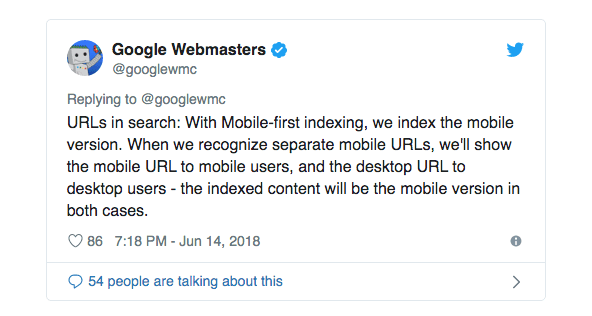 Google Webmasters
@googlewmc
Replying to @googlewmc
URLs in search: With Mobile-first indexing, we index the mobile
version. When we recognize separate mobile URLs, we'll show
the mobile URL to mobile users, and the desktop URL to
desktop users - the indexed content will be the mobile version in
both cases.
86 7:18 PM - Jun 14, 2018
54 people are talking about this